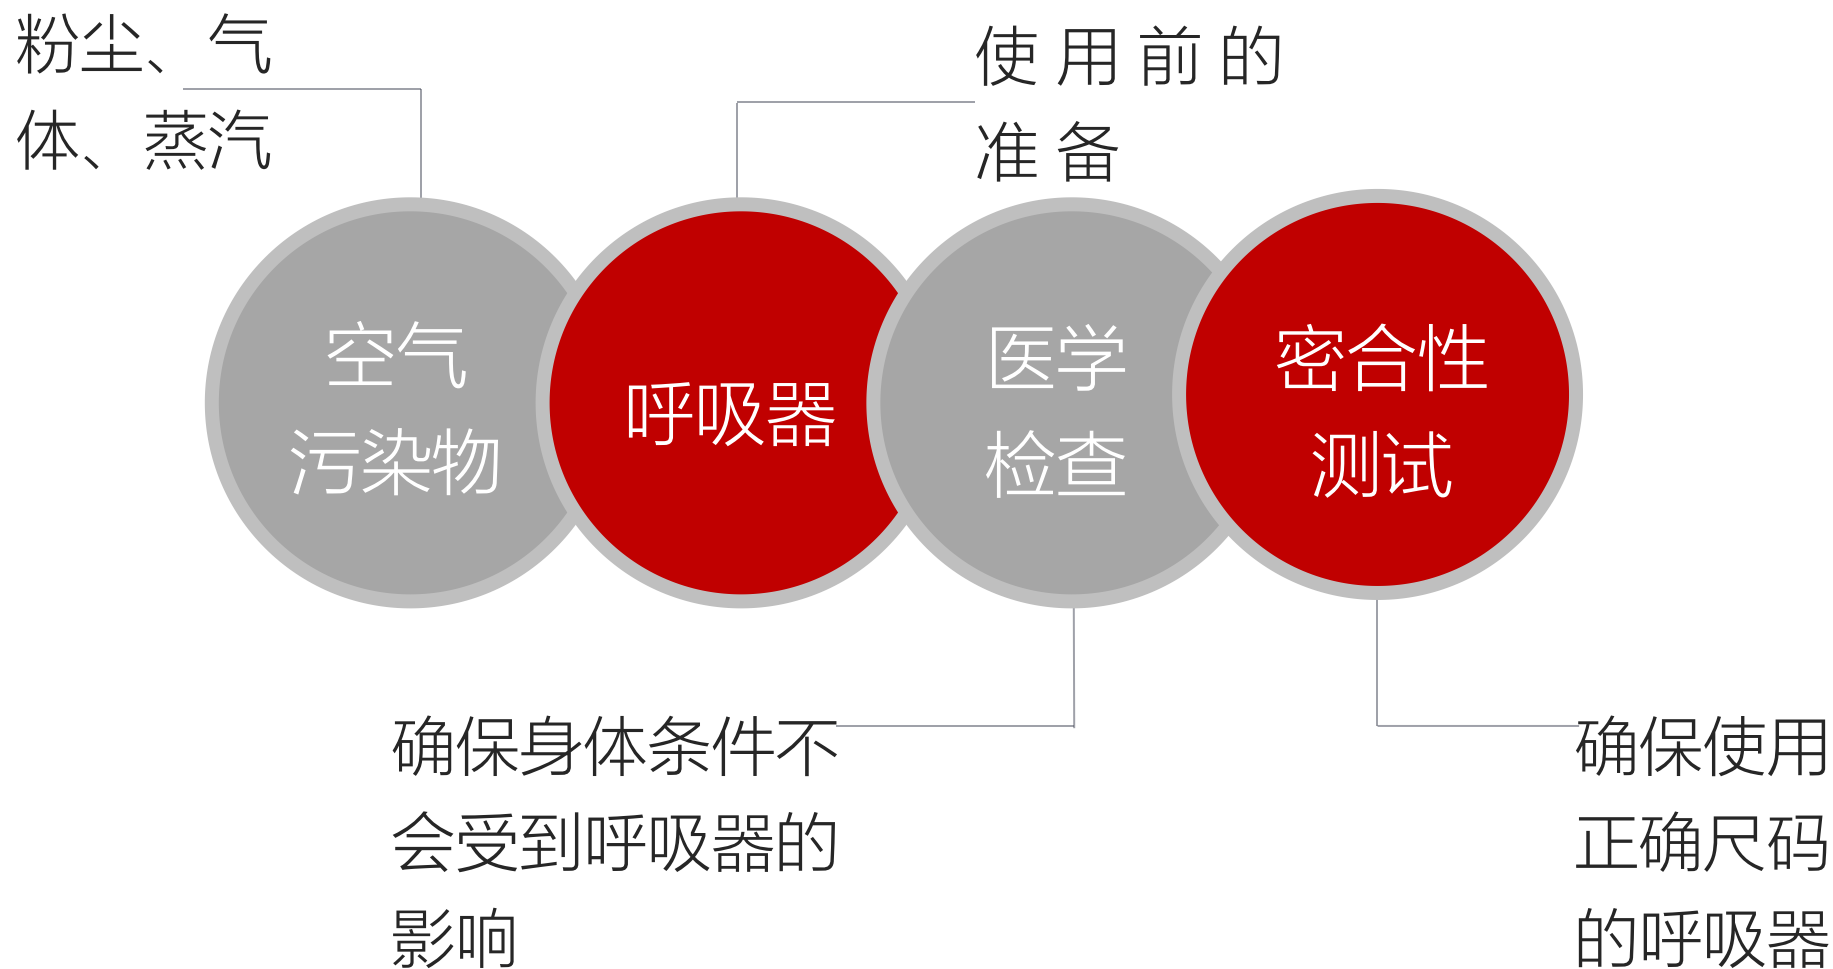 粉尘、气
体、蒸汽
使用前的
准备
空气
污染物
呼吸器
医学
检查
密合性
测试
确保身体条件不
会受到呼吸器的
影响
确保使用
正确尺码
的呼吸器